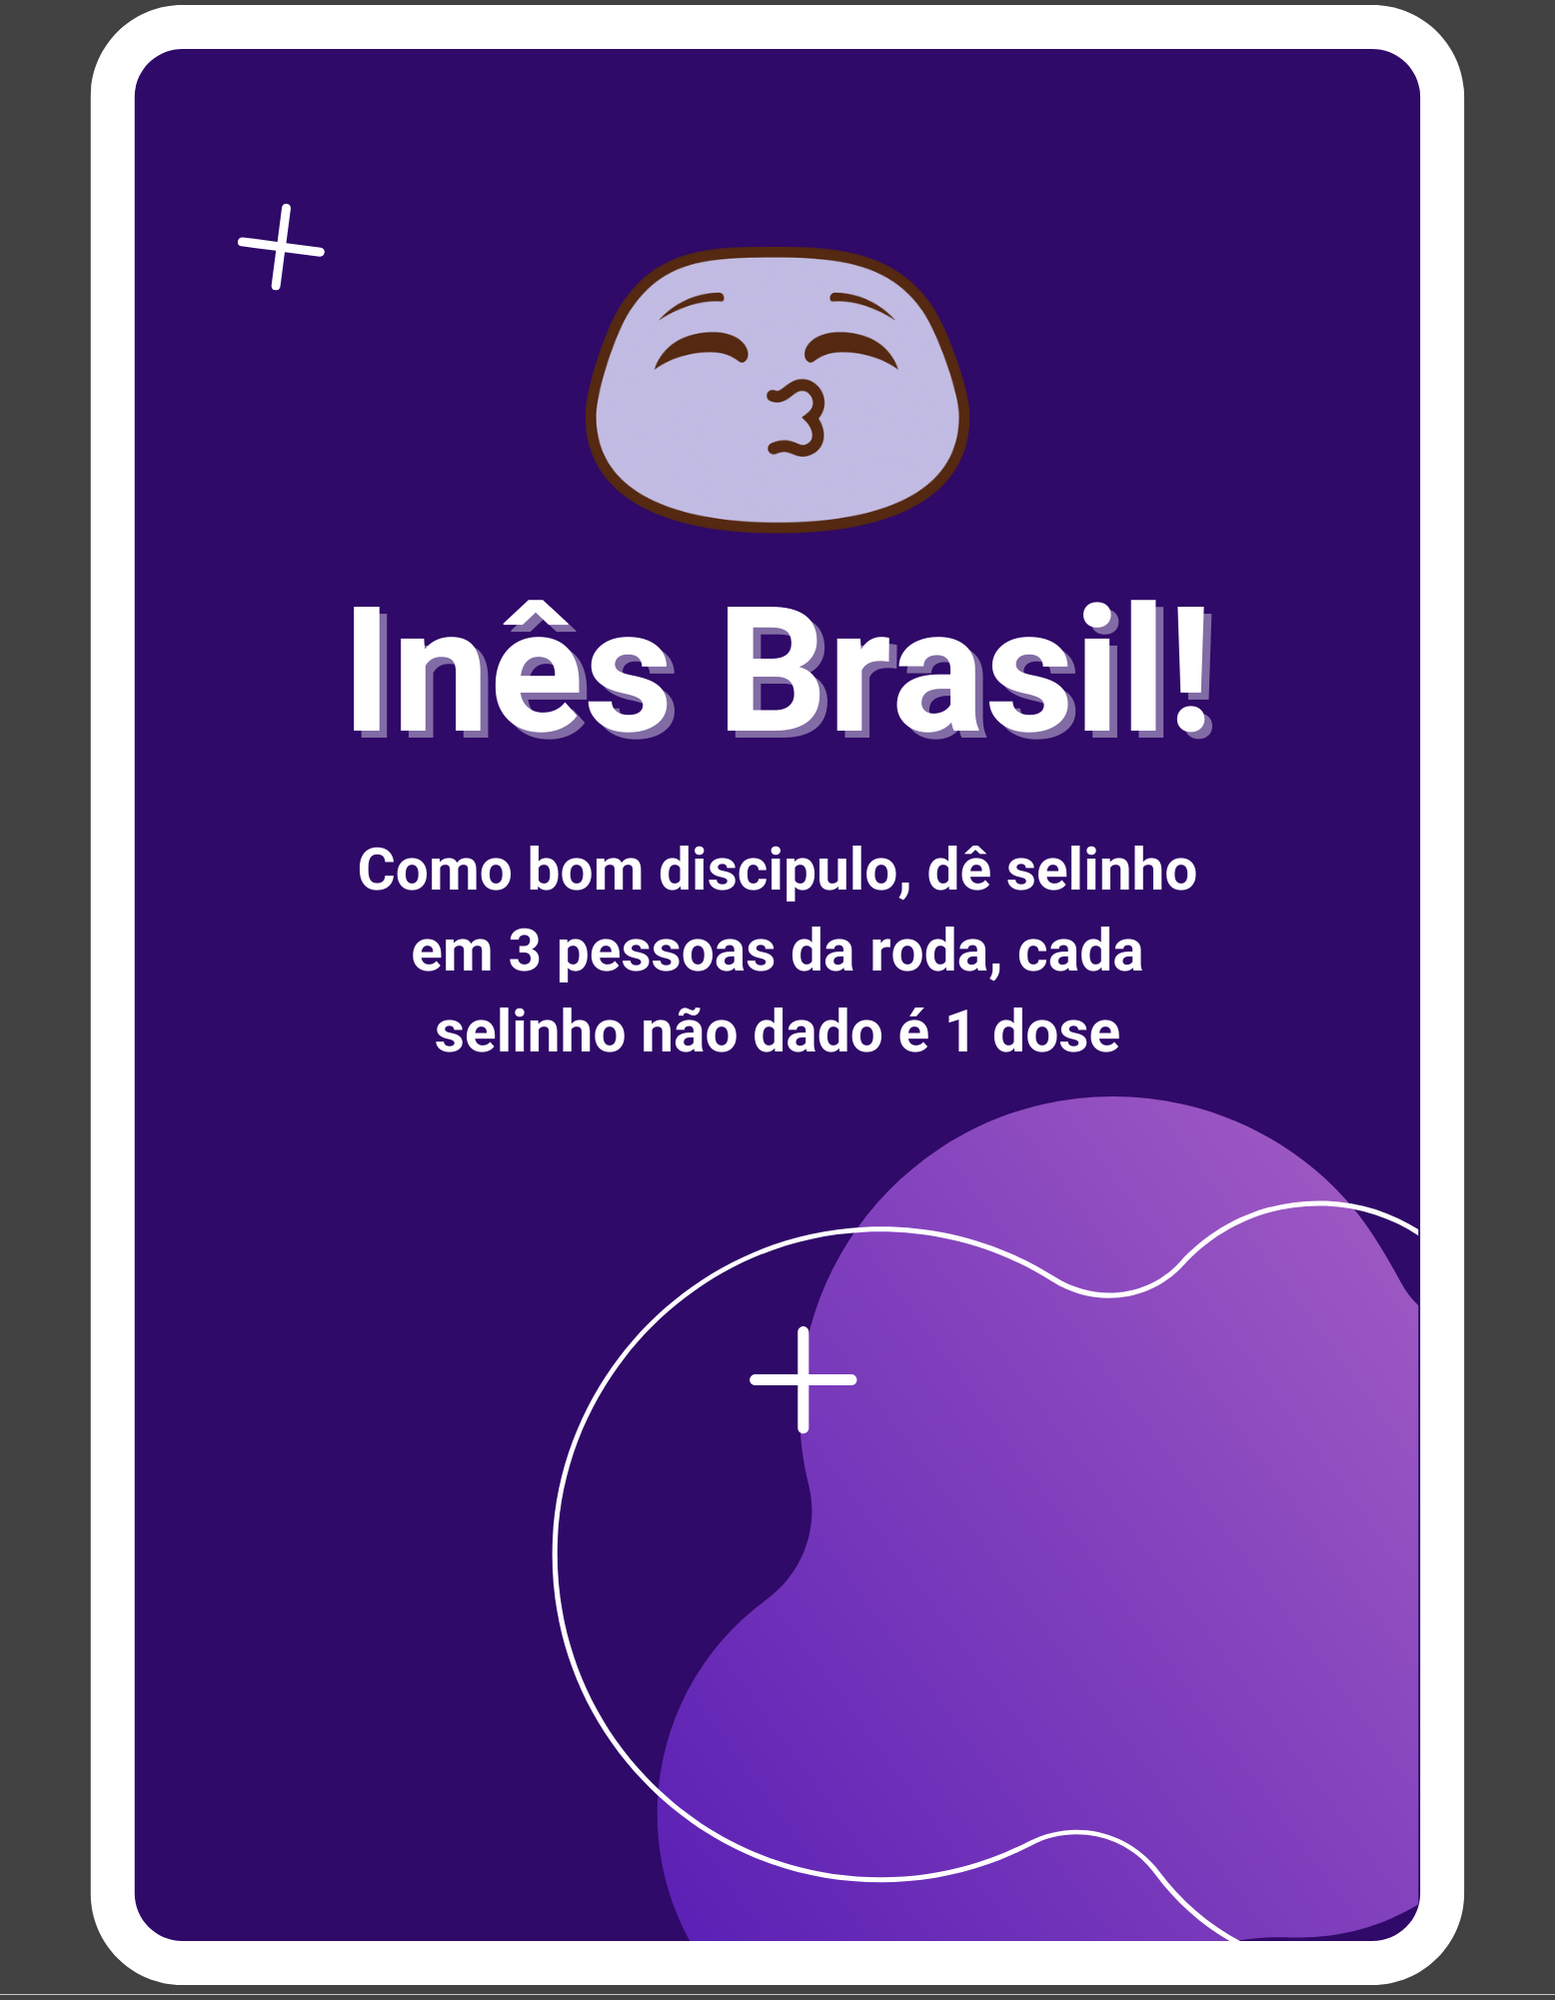 Inês Brasil!
Como bom discipulo, dê selinho
em 3 pessoas da roda, cada
selinho não dado é 1 dose